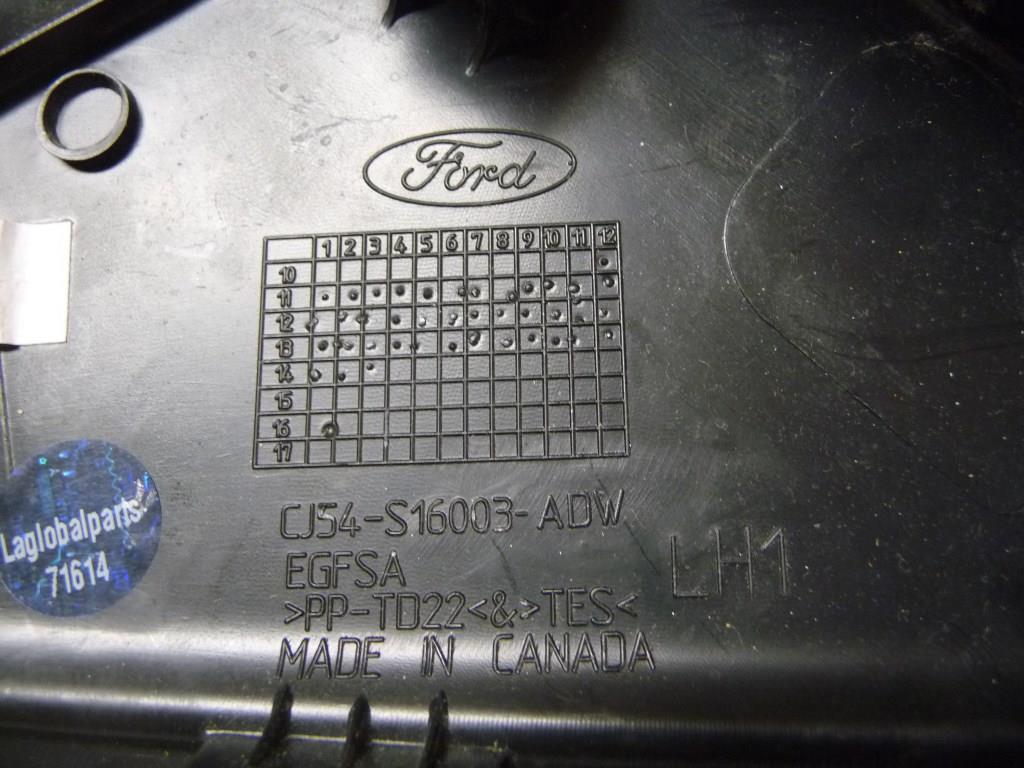 Ford
1 2 3 4 5 6 7 8 9 10 11 12
10
11
12
13
14
15
16
17
CJ54-S16003-ADW
EGFSA
>PP-TD22<&>TES<
MADE IN CANADA
LH1
Laglobalparts
71614